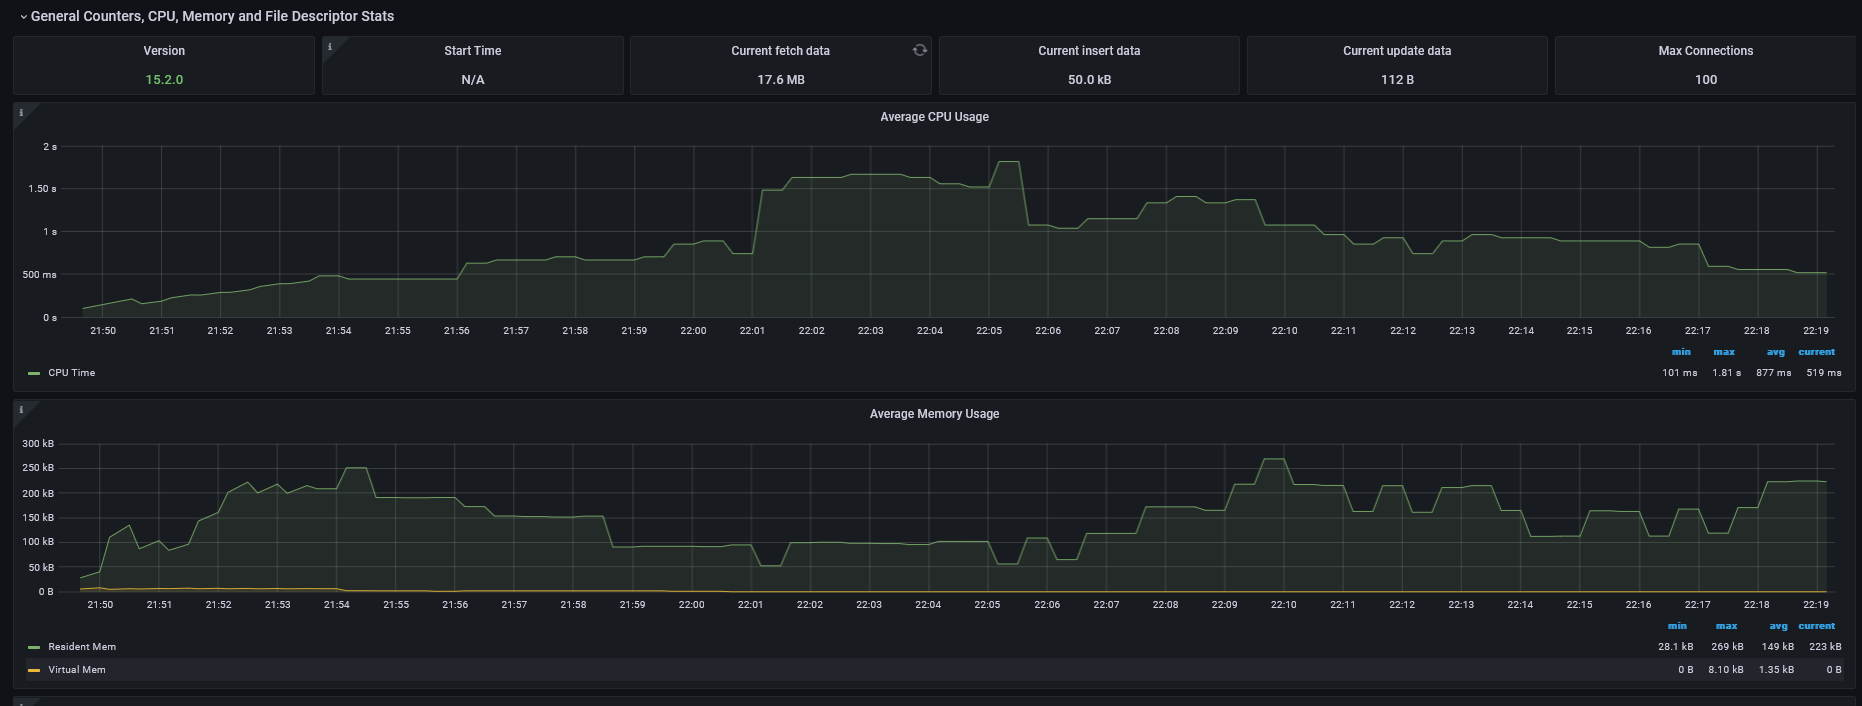 General Counters, CPU, Memory and File Descriptor Stats
Version
15.2.0
i
Start Time
N/A
Current fetch data
17.6 MB
Current insert data
50.0 kB
Current update data
112 B
Max Connections
100
i
Average CPU Usage
2 s
1.50 s
1 s
500 ms
0 s
21:50 21:51 21:52 21:53 21:54 21:55 21:56 21:57 21:58 21:59 22:00 22:01 22:02 22:03 22:04 22:05 22:06 22:07 22:08 22:09 22:10 22:11 22:12 22:13 22:14 22:15 22:16 22:17 22:18 22:19
min max avg current
CPU Time 101 ms 1.81 s 877 ms 519 ms
i
Average Memory Usage
300 kB
250 kB
200 kB
150 kB
100 kB
50 kB
0 B
21:50 21:51 21:52 21:53 21:54 21:55 21:56 21:57 21:58 21:59 22:00 22:01 22:02 22:03 22:04 22:05 22:06 22:07 22:08 22:09 22:10 22:11 22:12 22:13 22:14 22:15 22:16 22:17 22:18 22:19
min max avg current
Resident Mem 28.1 kB 269 kB 149 kB 223 kB
Virtual Mem 0 B 8.10 kB 1.35 kB 0 B